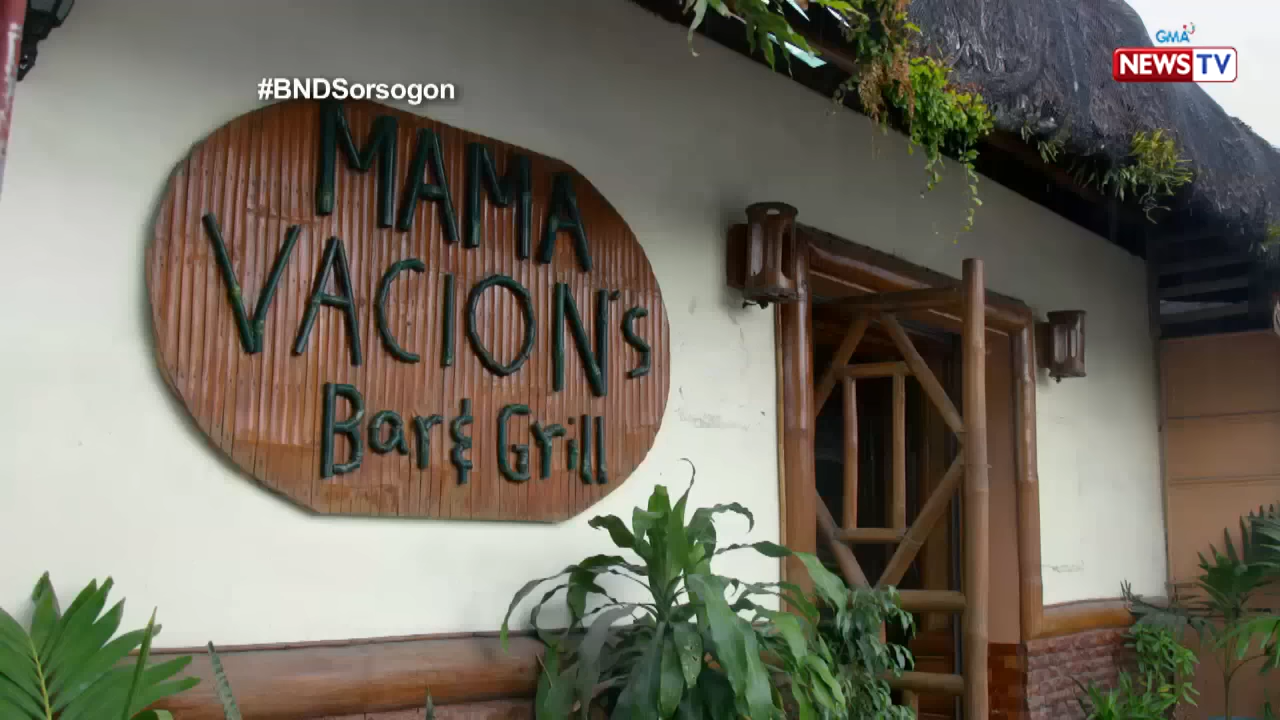 #BNDSorsogon
GMA
NEWS TV
MAMA
VACION's
Bar & Grill